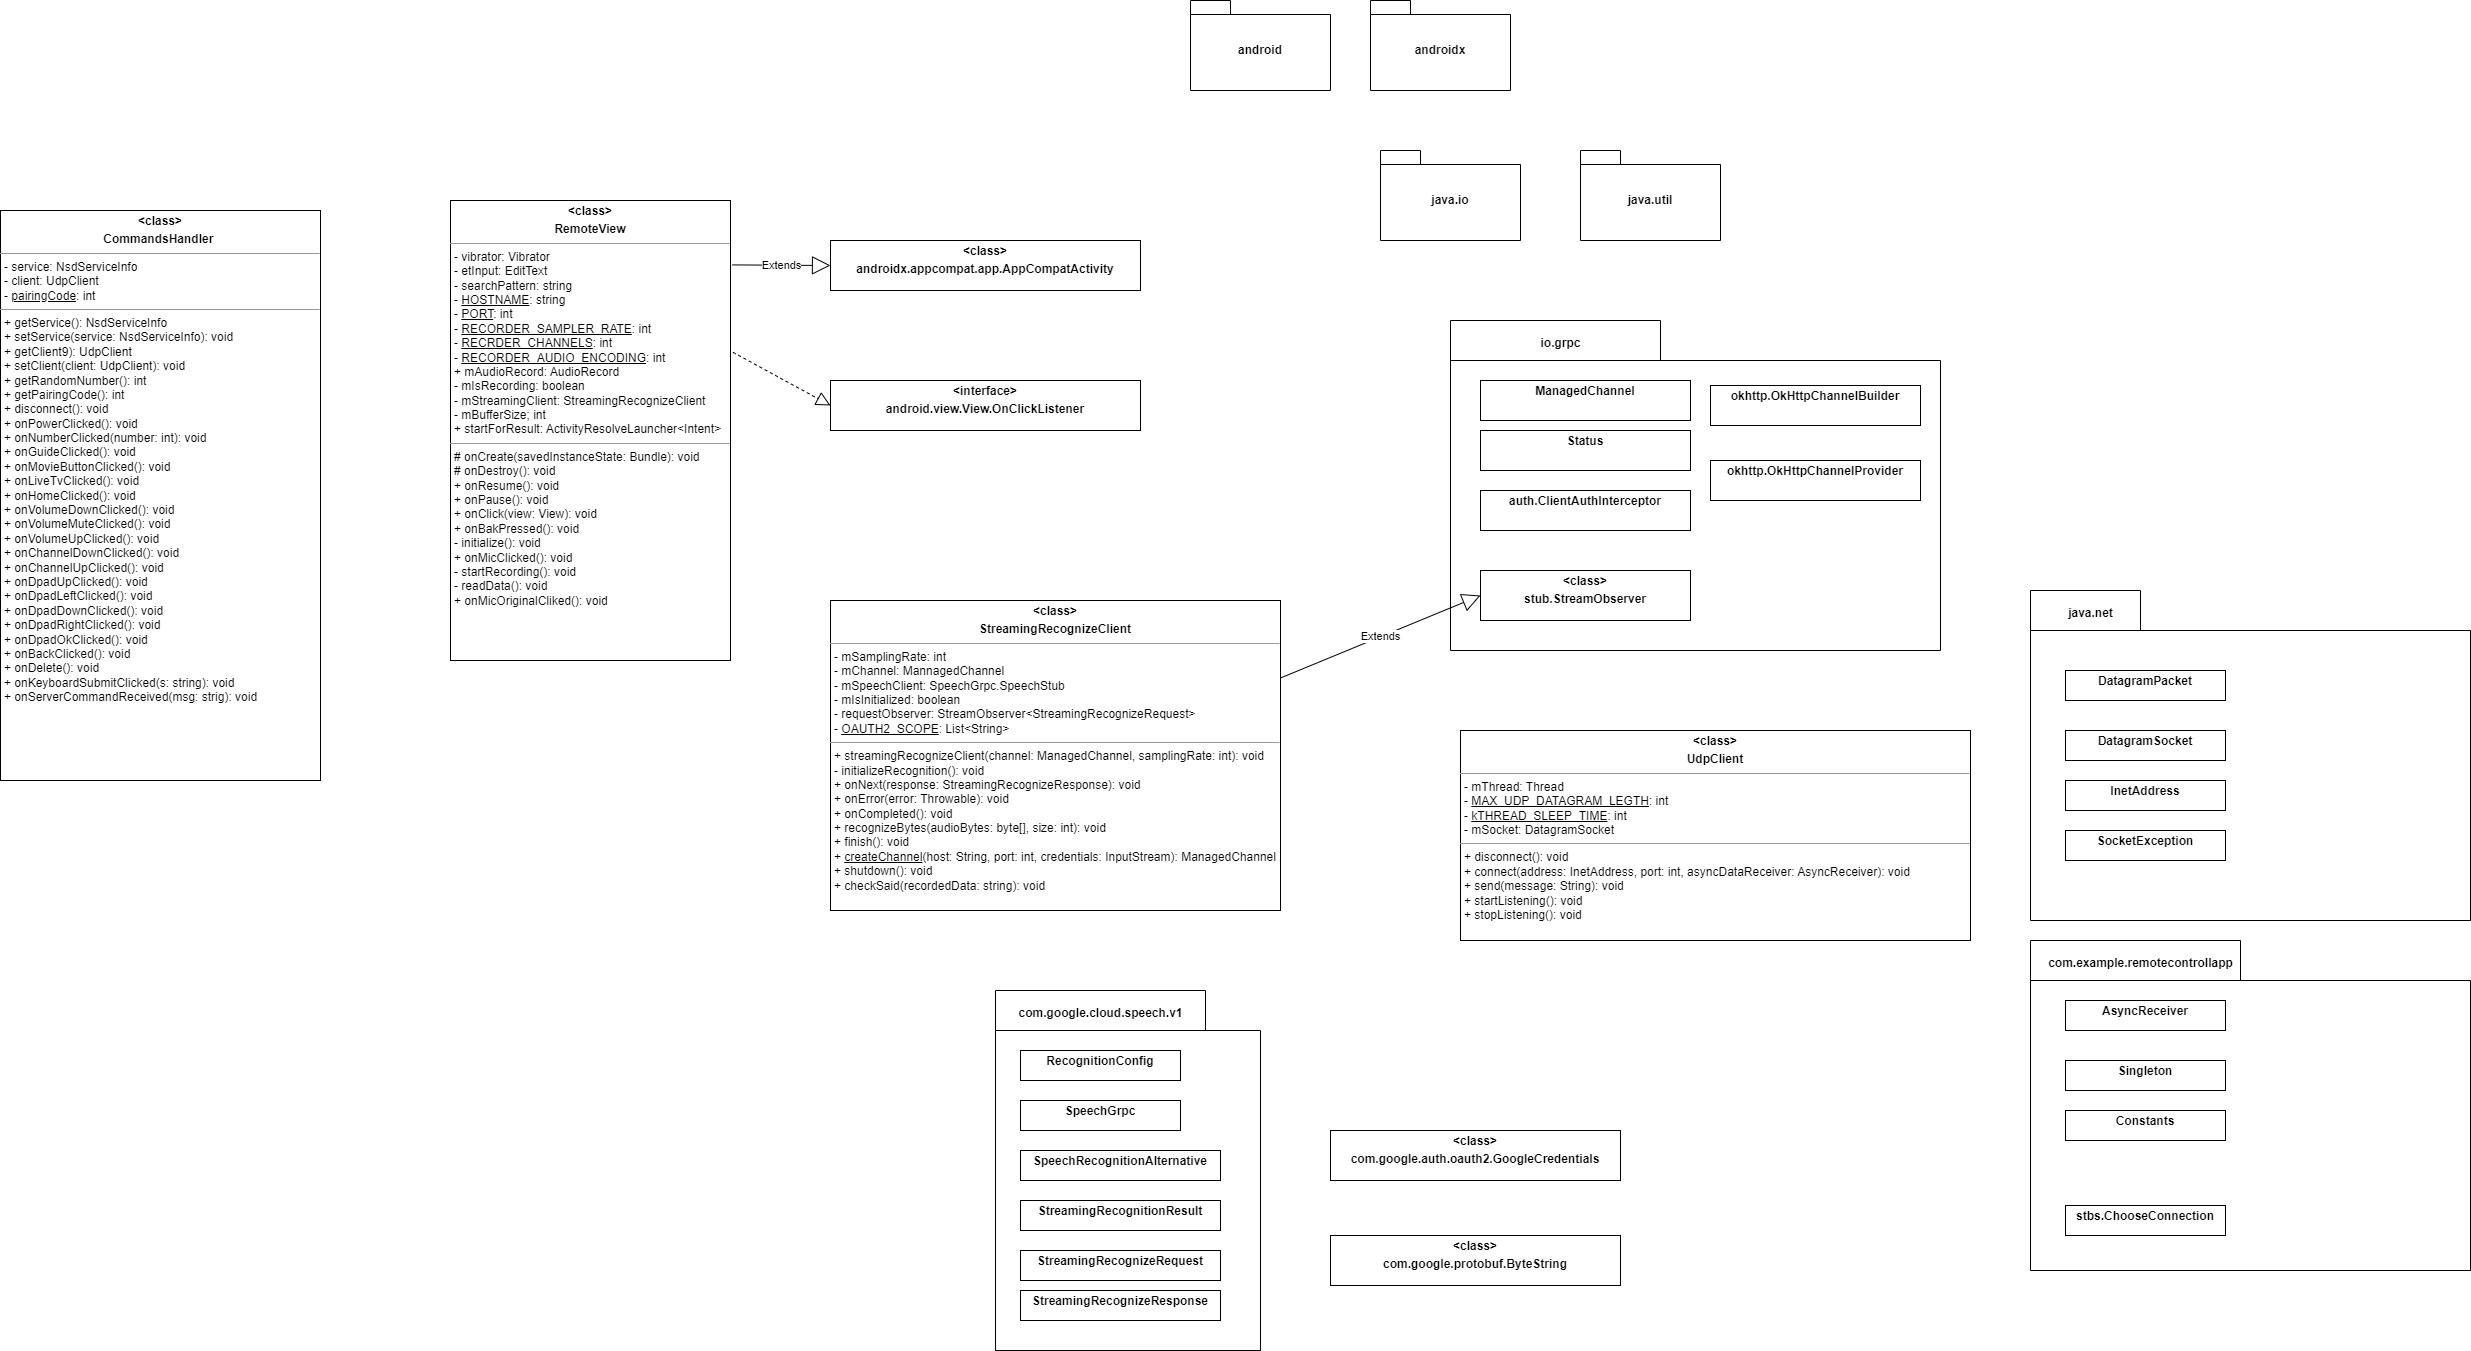 android
androidx
java.io
java.util
<class>
CommandsHandler
- service: NsdServiceInfo
- client: UdpClient
- pairingCode: int
+ getService(): NsdServiceInfo
+ setService(service: NsdServiceInfo): void
+ getClient9): UdpClient
+ setClient(client: UdpClient): void
+ getRandomNumber(): int
+ getPairingCode(): int
+ disconnect(): void
+ onPowerClicked(): void
+ onNumberClicked(number: int): void
+ onGuideClicked(): void
+ onMovieButtonClicked(): void
+ onLiveTvClicked(): void
+ onHomeClicked(): void
+ onVolumeDownClicked(): void
+ onVolumeMuteClicked(): void
+ onVolumeUpClicked(): void
+ onChannelDownClicked(): void
+ onChannelUpClicked(): void
+ onDpadUpClicked(): void
+ onDpadLeftClicked(): void
+ onDpadDownClicked(): void
+ onDpadRightClicked(): void
+ onDpadOkClicked(): void
+ onBackClicked(): void
+ onDelete(): void
+ onKeyboardSubmitClicked(s: string): void
+ onServerCommandReceived(msg: strig): void
<class>
RemoteView
- vibrator: Vibrator
- etInput: EditText
- searchPattern: string
- HOSTNAME: string
- PORT: int
- RECORDER_SAMPLER_RATE: int
- RECRDER_CHANNELS: int
- RECORDER_AUDIO_ENCODING: int
+ mAudioRecord: AudioRecord
- mIsRecording: boolean
- mStreamingClient: StreamingRecognizeClient
- mBufferSize; int
+ startForResult: ActivityResolveLauncher<Intent>
# onCreate(savedInstanceState: Bundle): void
# onDestroy(): void
+ onResume(): void
+ onPause(): void
+ onClick(view: View): void
+ onBakPressed(): void
- initialize(): void
+ onMicClicked(): void
- startRecording(): void
- readData(): void
+ onMicOriginalCliked(): void
Extends
<class>
androidx.appcompat.app.AppCompatActivity
<interface>
android.view.View.OnClickListener
io.grpc
ManagedChannel
okhttp.OkHttpChannelBuilder
Status
okhttp.OkHttpChannelProvider
auth.ClientAuthInterceptor
<class>
stub.StreamObserver
Extends
<class>
StreamingRecognizeClient
- mSamplingRate: int
- mChannel: MannagedChannel
- mSpeechClient: SpeechGrpc.SpeechStub
- mIsInitialized: boolean
- requestObserver: StreamObserver<StreamingRecognizeRequest>
- OAUTH2_SCOPE: List<String>
+ streamingRecognizeClient(channel: ManagedChannel, samplingRate: int): void
- initializeRecognition(): void
+ onNext(response: StreamingRecognizeResponse): void
+ onError(error: Throwable): void
+ onCompleted(): void
+ recognizeBytes(audioBytes: byte[], size: int): void
+ finish(): void
+ createChannel(host: String, port: int, credentials: InputStream): ManagedChannel
+ shutdown(): void
+ checkSaid(recordedData: string): void
<class>
UdpClient
- mThread: Thread
- MAX_UDP_DATAGRAM_LEGTH: int
- kTHREAD_SLEEP_TIME: int
- mSocket: DatagramSocket
+ disconnect(): void
+ connect(address: InetAddress, port: int, asyncDataReceiver: AsyncReceiver): void
+ send(message: String): void
+ startListening(): void
+ stopListening(): void
java.net
DatagramPacket
DatagramSocket
InetAddress
SocketException
com.example.remotecontrollapp
AsyncReceiver
Singleton
Constants
stbs.ChooseConnection
com.google.cloud.speech.v1
RecognitionConfig
SpeechGrpc
SpeechRecognitionAlternative
StreamingRecognitionResult
StreamingRecognizeRequest
StreamingRecognizeResponse
<class>
com.google.auth.oauth2.GoogleCredentials
<class>
com.google.protobuf.ByteString